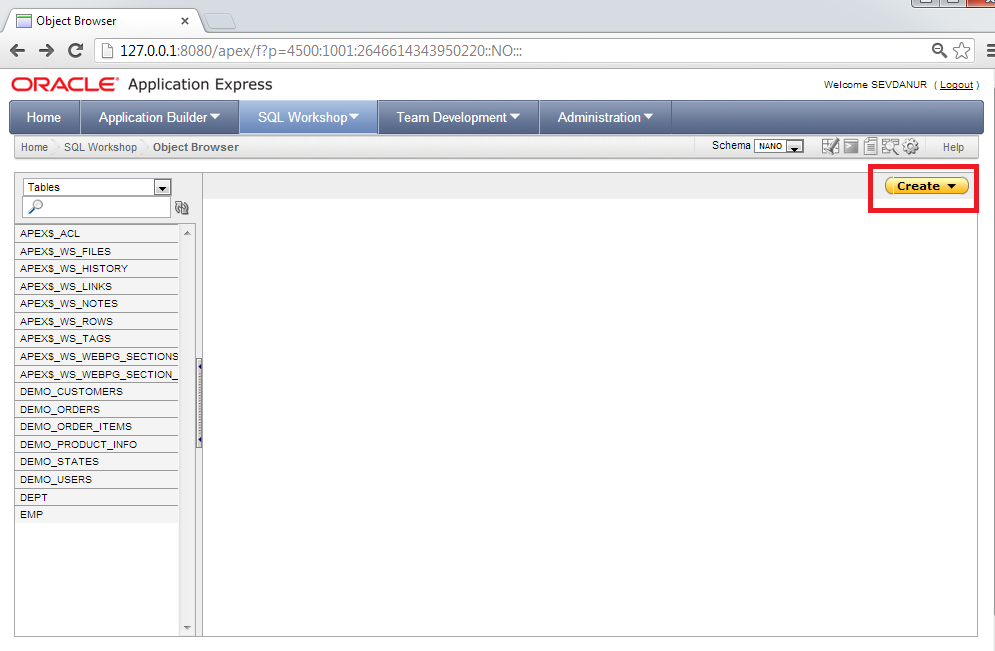 Object Browser
127.0.0.1:8080/apex/f?p=4500:1001:2646614343950220::NO:::
ORACLE® Application Express
Welcome SEVDANUR ( Logout )
Home Application Builder SQL Workshop Team Development Administration
Home SQL Workshop Object Browser Schema NANO Help
Tables
Create
APEX$_ACL
APEX$_WS_FILES
APEX$_WS_HISTORY
APEX$_WS_LINKS
APEX$_WS_NOTES
APEX$_WS_ROWS
APEX$_WS_TAGS
APEX$_WS_WEBPG_SECTIONS
APEX$_WS_WEBPG_SECTION_
DEMO_CUSTOMERS
DEMO_ORDERS
DEMO_ORDER_ITEMS
DEMO_PRODUCT_INFO
DEMO_STATES
DEMO_USERS
DEPT
EMP